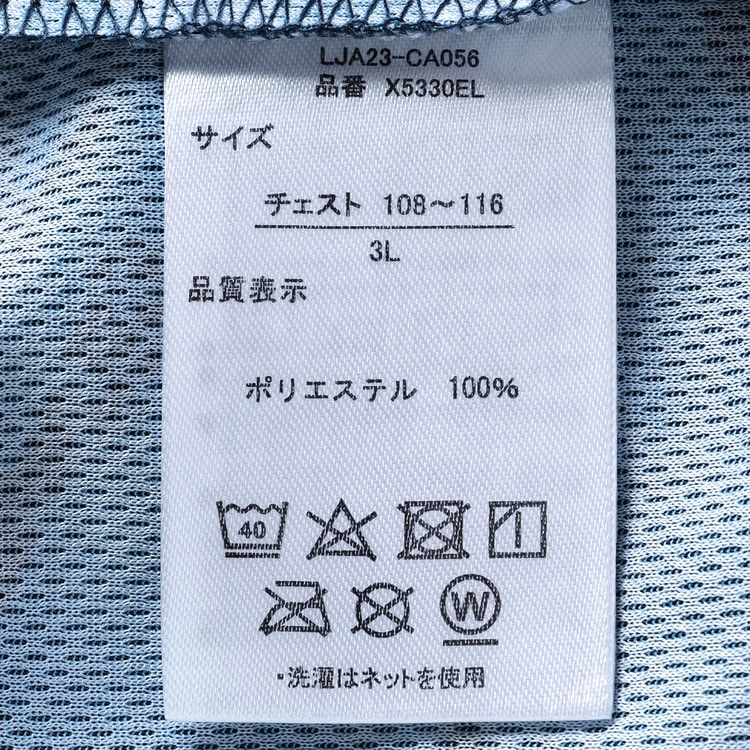 LJA23-CA056
品番 X5330EL
サイズ
チェスト 108～116
3L
品質表示
ポリエステル 100%
40
W
・洗濯はネットを使用